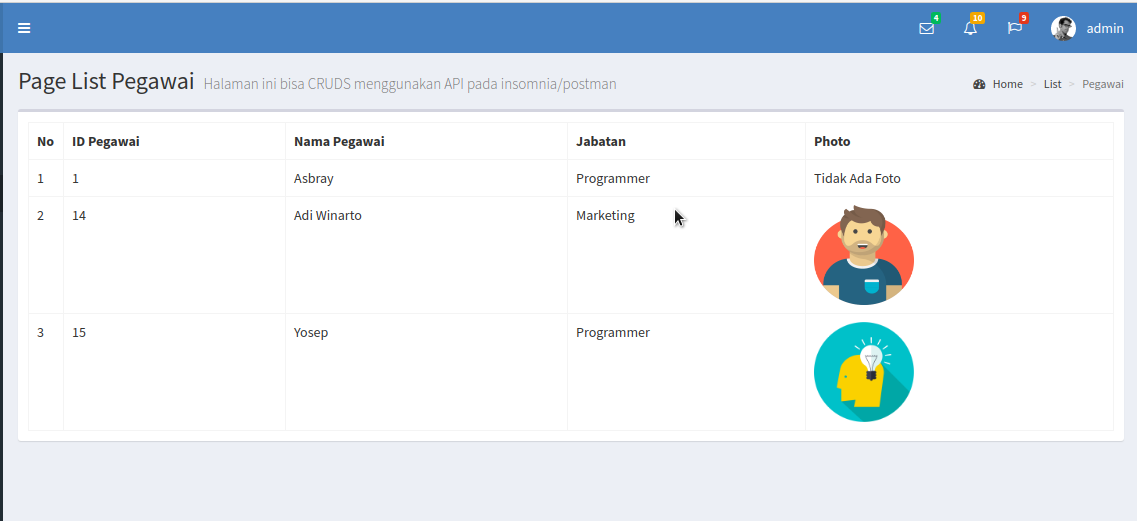 4 10 9 admin
Page List Pegawai Halaman ini bisa CRUDS menggunakan API pada insomnia/postman Home > List > Pegawai
No ID Pegawai Nama Pegawai Jabatan Photo
1 1 Asbray Programmer Tidak Ada Foto
2 14 Adi Winarto Marketing
3 15 Yosep Programmer